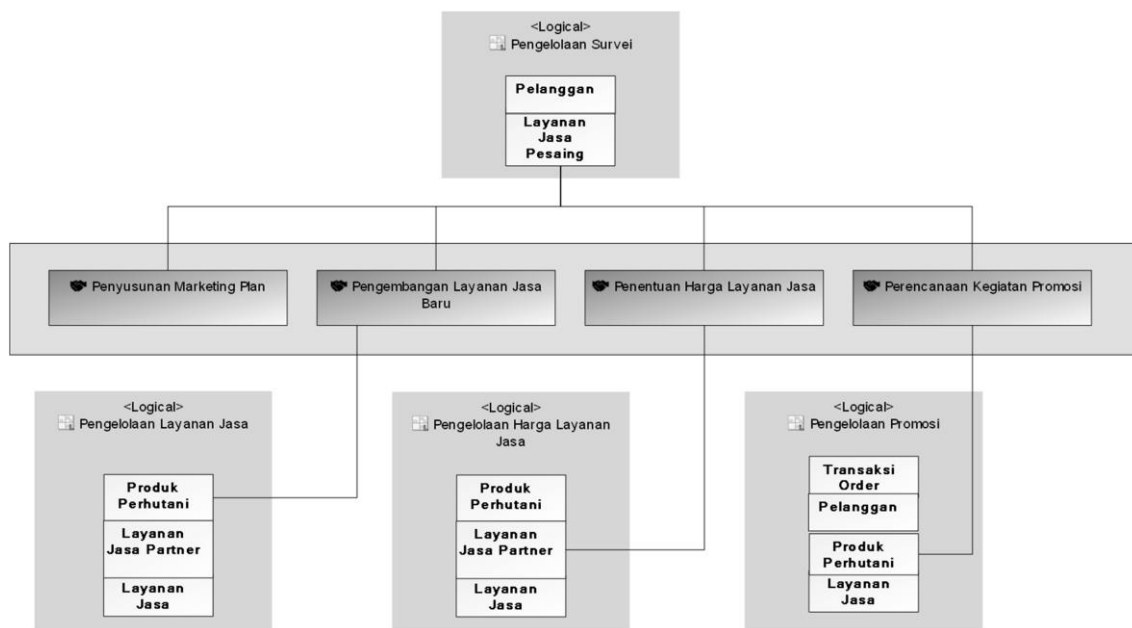 <Logical>
Pengelolaan Survei
Pelanggan
Layanan
Jasa
Pesaing
Penyusunan Marketing Plan
Pengembangan Layanan Jasa
Baru
Penentuan Harga Layanan Jasa
Perencanaan Kegiatan Promosi
<Logical>
Pengelolaan Layanan Jasa
Produk
Perhutani
Layanan
Jasa Partner
Layanan
Jasa
<Logical>
Pengelolaan Harga Layanan
Jasa
Produk
Perhutani
Layanan
Jasa Partner
Layanan
Jasa
<Logical>
Pengelolaan Promosi
Transaksi
Order
Pelanggan
Produk
Perhutani
Layanan
Jasa